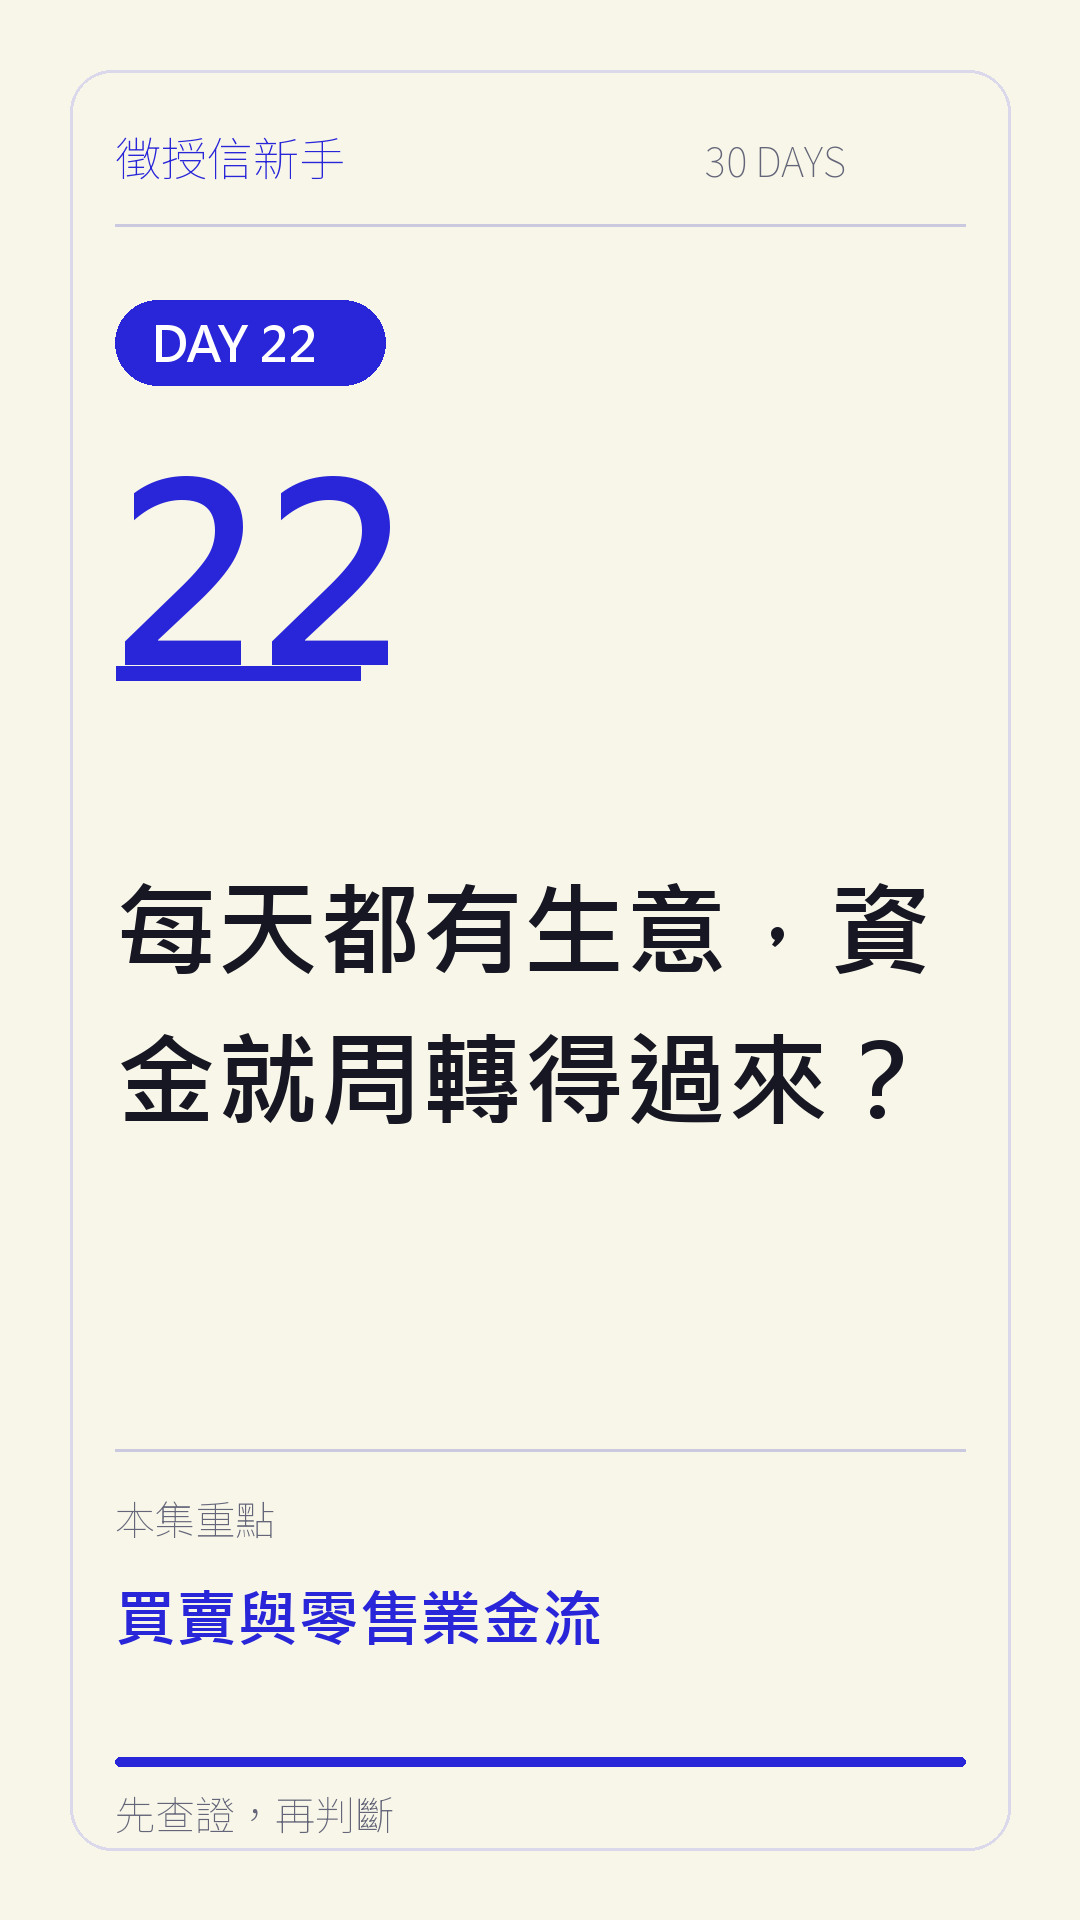 徵授信新手
30 DAYS
DAY 22
22
每天都有生意，資
金就周轉得過來？
本集重點
買賣與零售業金流
先查證，再判斷